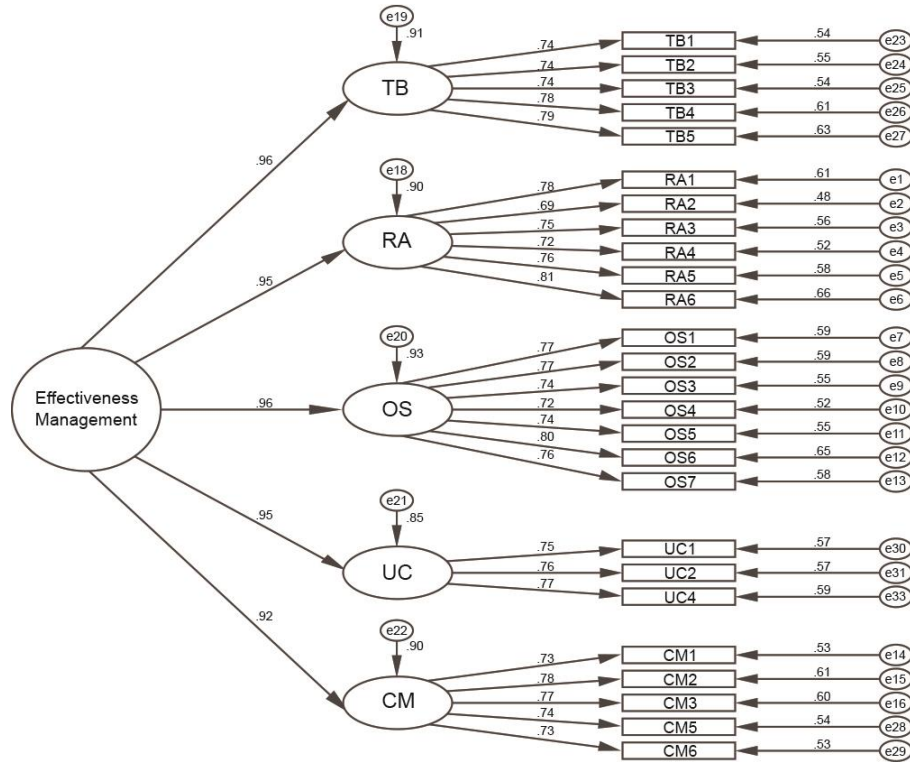 e19
.91
TB
.74
.74
.74
.78
.79
TB1
TB2
TB3
TB4
TB5
.54
.55
.54
.61
.63
e23
e24
e25
e26
e27
.96
e18
.90
RA
.78
.69
.75
.72
.76
.81
RA1
RA2
RA3
RA4
RA5
RA6
.61
.48
.56
.52
.58
.66
e1
e2
e3
e4
e5
e6
.95
e20
.93
OS
.77
.77
.74
.72
.74
.80
.76
OS1
OS2
OS3
OS4
OS5
OS6
OS7
.59
.59
.55
.52
.55
.65
.58
e7
e8
e9
e10
e11
e12
e13
Effectiveness
Management
.96
e21
.85
UC
.75
.76
.77
UC1
UC2
UC4
.57
.57
.59
e30
e31
e33
.95
e22
.90
CM
.73
.78
.77
.74
.73
CM1
CM2
CM3
CM5
CM6
.53
.61
.60
.54
.53
e14
e15
e16
e28
e29
.92